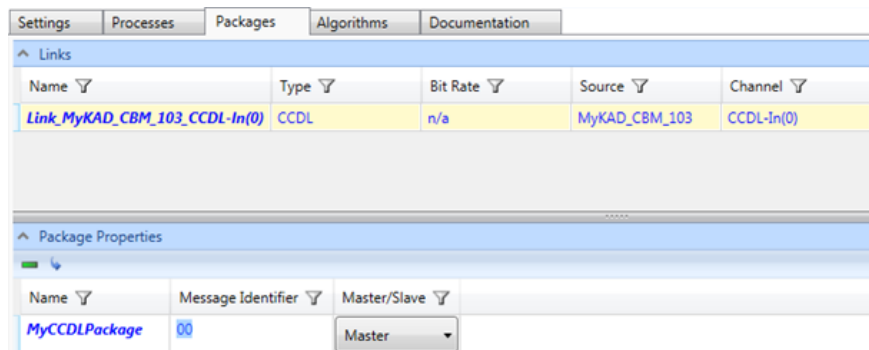 Settings Processes Packages Algorithms Documentation
Links
Name Type Bit Rate Source Channel
Link_MyKAD_CBM_103_CCDL-In(0) CCDL n/a MyKAD_CBM_103 CCDL-In(0)
Package Properties
Name Message Identifier Master/Slave
MyCCDLPackage 00 Master